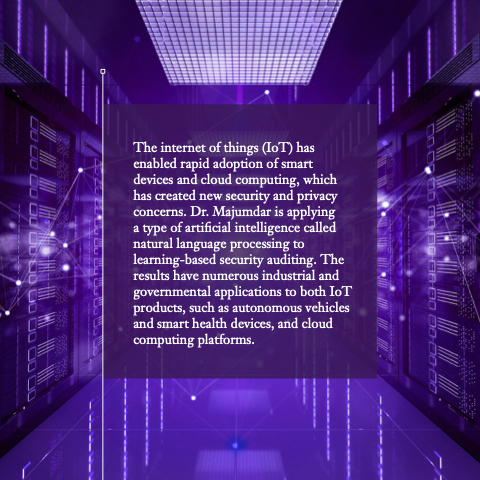 The internet of things (IoT) has
enabled rapid adoption of smart
devices and cloud computing, which
has created new security and privacy
concerns. Dr. Majumdar is applying
a type of artificial intelligence called
natural language processing to
learning-based security auditing. The
results have numerous industrial and
governmental applications to both IoT
products, such as autonomous vehicles
and smart health devices, and cloud
computing platforms.